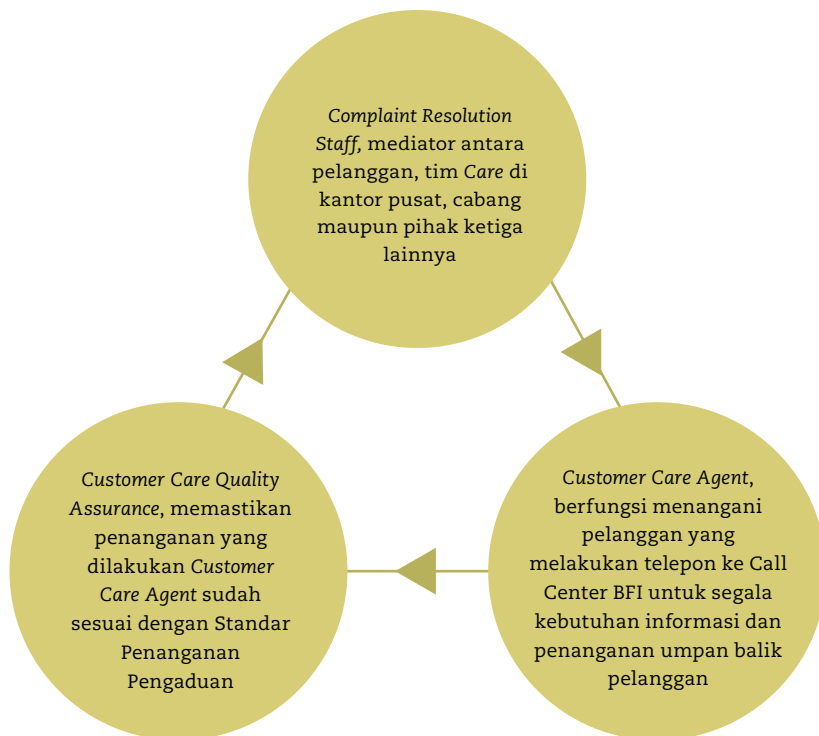 Complaint Resolution
Staff, mediator antara
pelanggan, tim Care di
kantor pusat, cabang
maupun pihak ketiga
lainnya
Customer Care Quality
Assurance, memastikan
penanganan yang
dilakukan Customer
Care Agent sudah
sesuai dengan Standar
Penanganan
Pengaduan
Customer Care Agent,
berfungsi menangani
pelanggan yang
melakukan telepon ke Call
Center BFI untuk segala
kebutuhan informasi dan
penanganan umpan balik
pelanggan